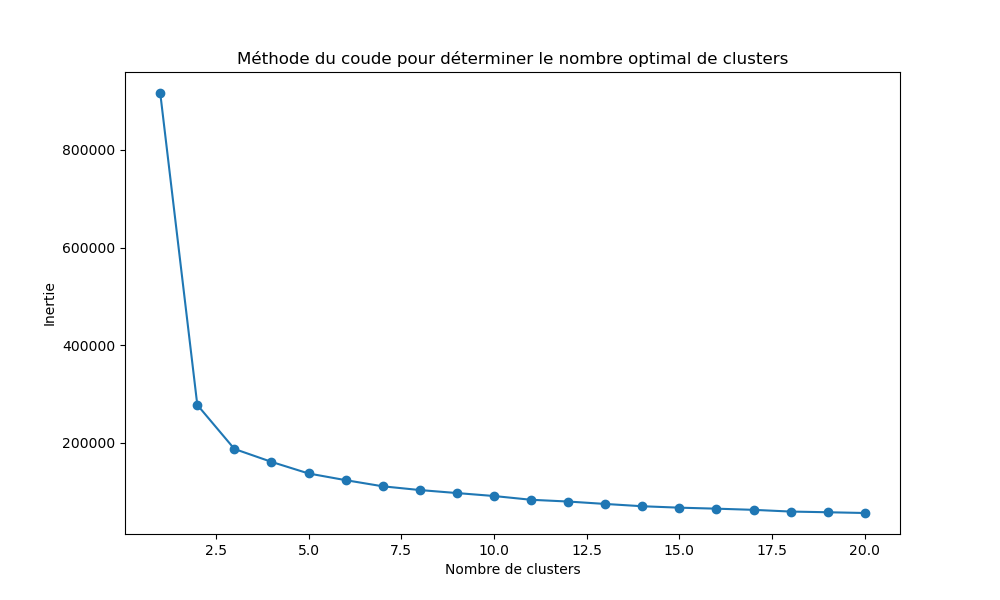 Méthode du coude pour déterminer le nombre optimal de clusters
800000
600000
400000
200000
Inertie
2.5 5.0 7.5 10.0 12.5 15.0 17.5 20.0
Nombre de clusters